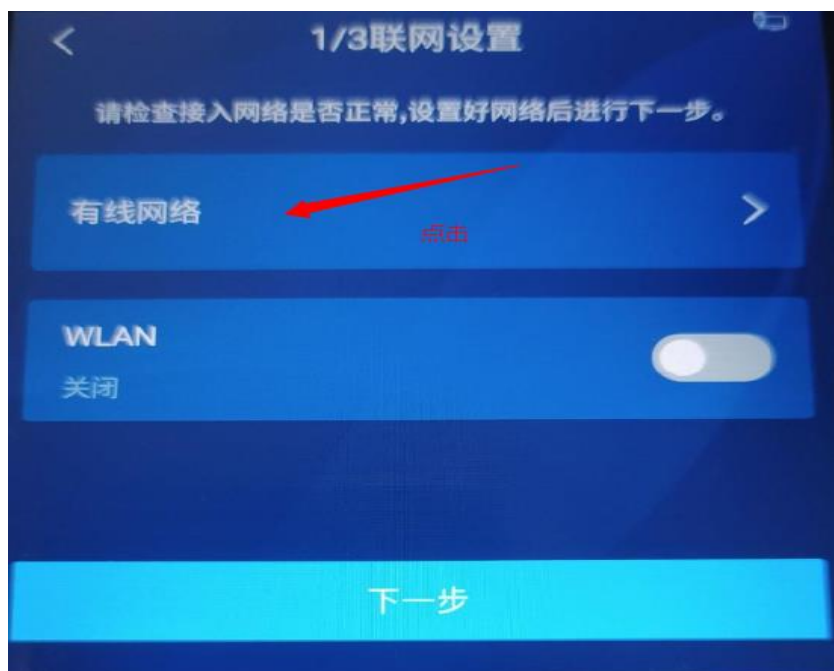 1/3联网设置
请检查接入网络是否正常,设置好网络后进行下一步。
有线网络
点击
WLAN
关闭
下一步